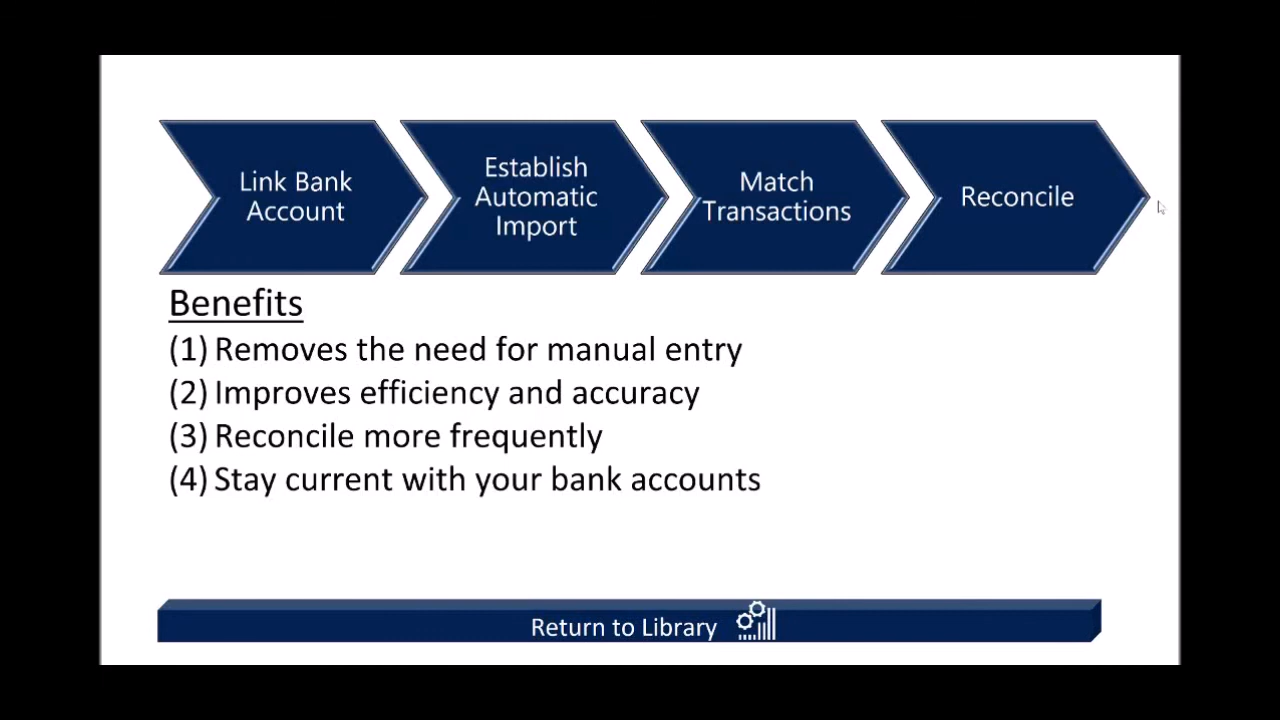 Link Bank
Account
Establish
Automatic
Import
Match
Transactions
Reconcile
Benefits
(1) Removes the need for manual entry
(2) Improves efficiency and accuracy
(3) Reconcile more frequently
(4) Stay current with your bank accounts
Return to Library